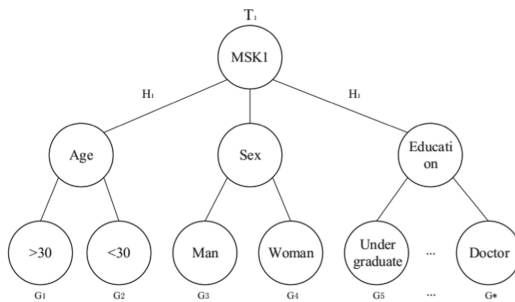 T₁
MSK1
H₁
H₁
Age
Sex
Educati
on
>30
<30
Man
Woman
Under
graduate
...
Doctor
G1
G2
G3
G4
G5
...
G*